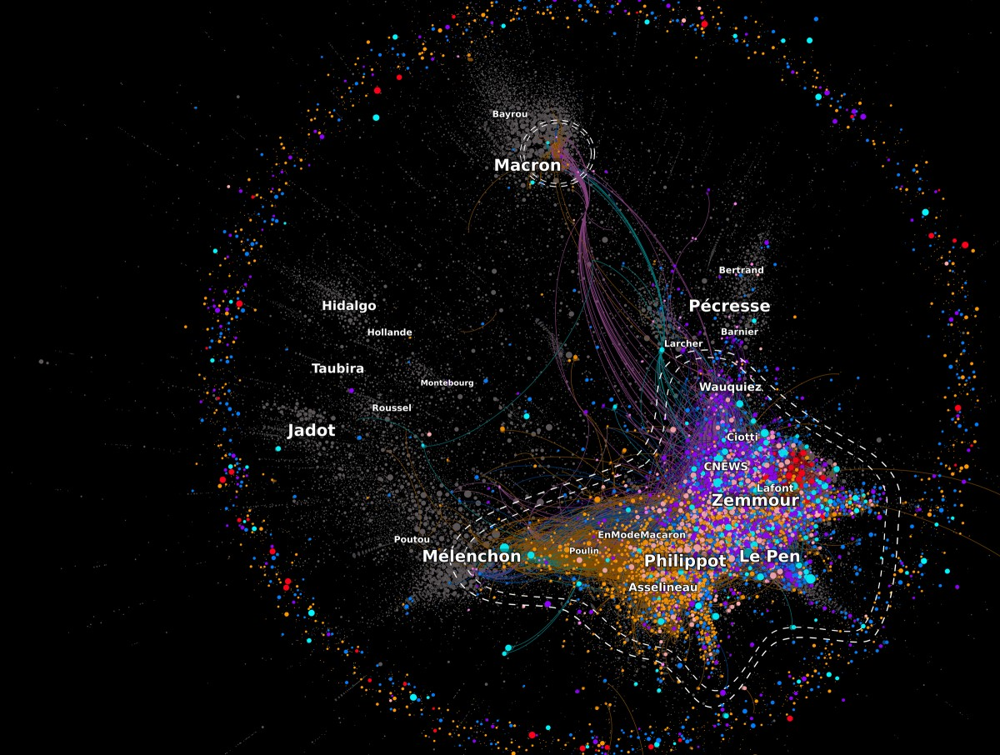 Bayrou
Macron
Bertrand
Hidalgo
Pécresse
Hollande
Barnier
Larcher
Taubira
Montebourg
Wauquiez
Roussel
Jadot
Ciotti
CNEWS
Lafont
Zemmour
EnModeMacaron
Poutou
Poulin
Mélenchon
Philippot
Le Pen
Asselineau